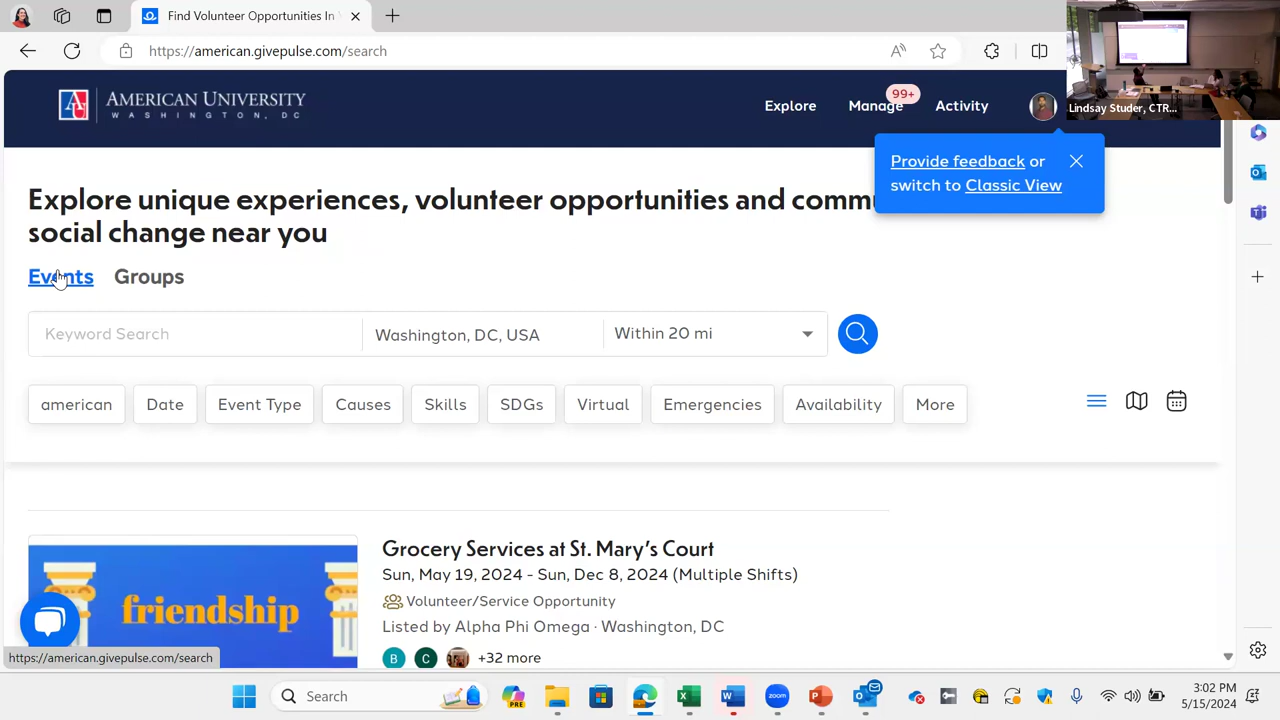 Find Volunteer Opportunities In
https://american.givepulse.com/search
Lindsay Studer, CTR...
AMERICAN UNIVERSITY
WASHINGTON, DC
Explore
Manage
99+
Activity
Provide feedback or
switch to Classic View
Explore unique experiences, volunteer opportunities and commu
social change near you
Events
Groups
Keyword Search
Washington, DC, USA
Within 20 mi
american
Date
Event Type
Causes
Skills
SDGs
Virtual
Emergencies
Availability
More
friendship
Grocery Services at St. Mary's Court
Sun, May 19, 2024 - Sun, Dec 8, 2024 (Multiple Shifts)
Volunteer/Service Opportunity
Listed by Alpha Phi Omega · Washington, DC
B
C
+32 more
https://american.givepulse.com/search
Search
PRE
3:02 PM
5/15/2024